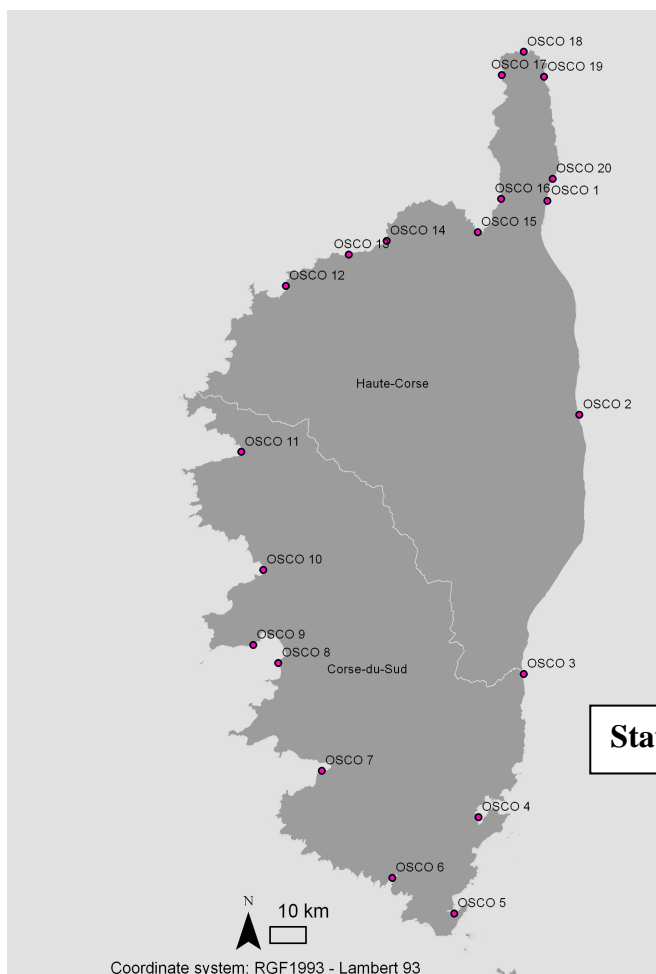 OSCO 18
OSCO 17
OSCO 19
OSCO 20
OSCO 16
OSCO 1
OSCO 15
OSCO 14
OSCO 13
OSCO 12
Haute-Corse
OSCO 2
OSCO 11
OSCO 10
OSCO 9
OSCO 8
Corse-du-Sud
OSCO 3
Sta
OSCO 7
OSCO 4
OSCO 6
OSCO 5
N
10 km
Coordinate system: RGF1993 - Lambert 93